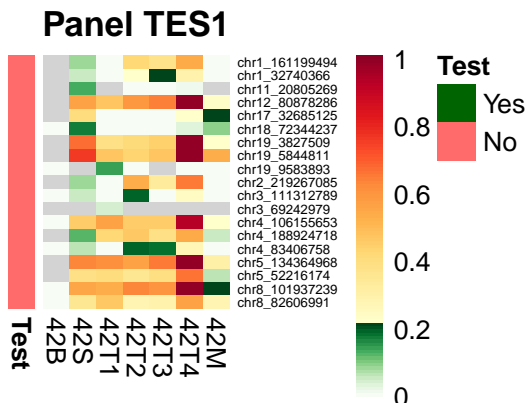 Panel TES1
chr1_161199494
chr1_32740366
chr11_20805269
chr12_80878286
chr17_32685125
chr18_72344237
chr19_3827509
chr19_5844811
chr19_9583893
chr2_219267085
chr3_111312789
chr3_69242979
chr4_106155653
chr4_188924718
chr4_83406758
chr5_134364968
chr5_52216174
chr8_101937239
chr8_82606991
Test
42B
42S
42T1
42T2
42T3
42T4
42M
1
0.8
0.6
0.4
0.2
0
Test
Yes
No